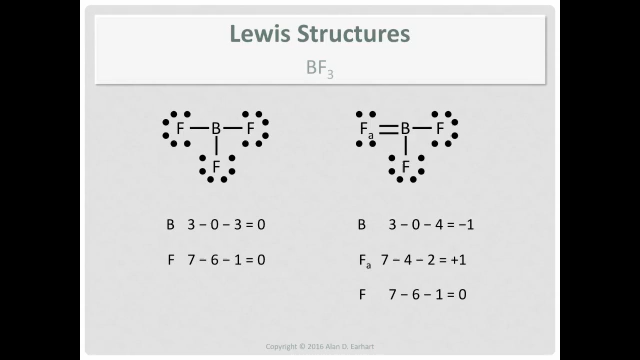 Lewis Structures
BF₃
F B F
F
Fₐ B F
F
B 3 − 0 − 3 = 0
F 7 − 6 − 1 = 0
B 3 − 0 − 4 = −1
Fₐ 7 − 4 − 2 = +1
F 7 − 6 − 1 = 0
Copyright © 2016 Alan D. Earhart